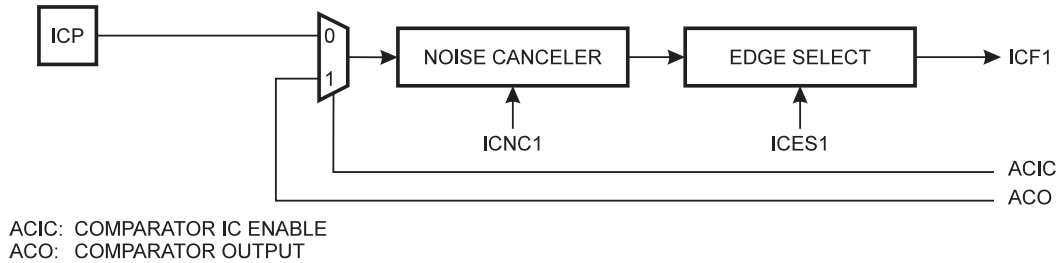 ICP
0
1
NOISE CANCELER
EDGE SELECT
ICF1
ICNC1
ICES1
ACIC
ACO
ACIC: COMPARATOR IC ENABLE
ACO: COMPARATOR OUTPUT